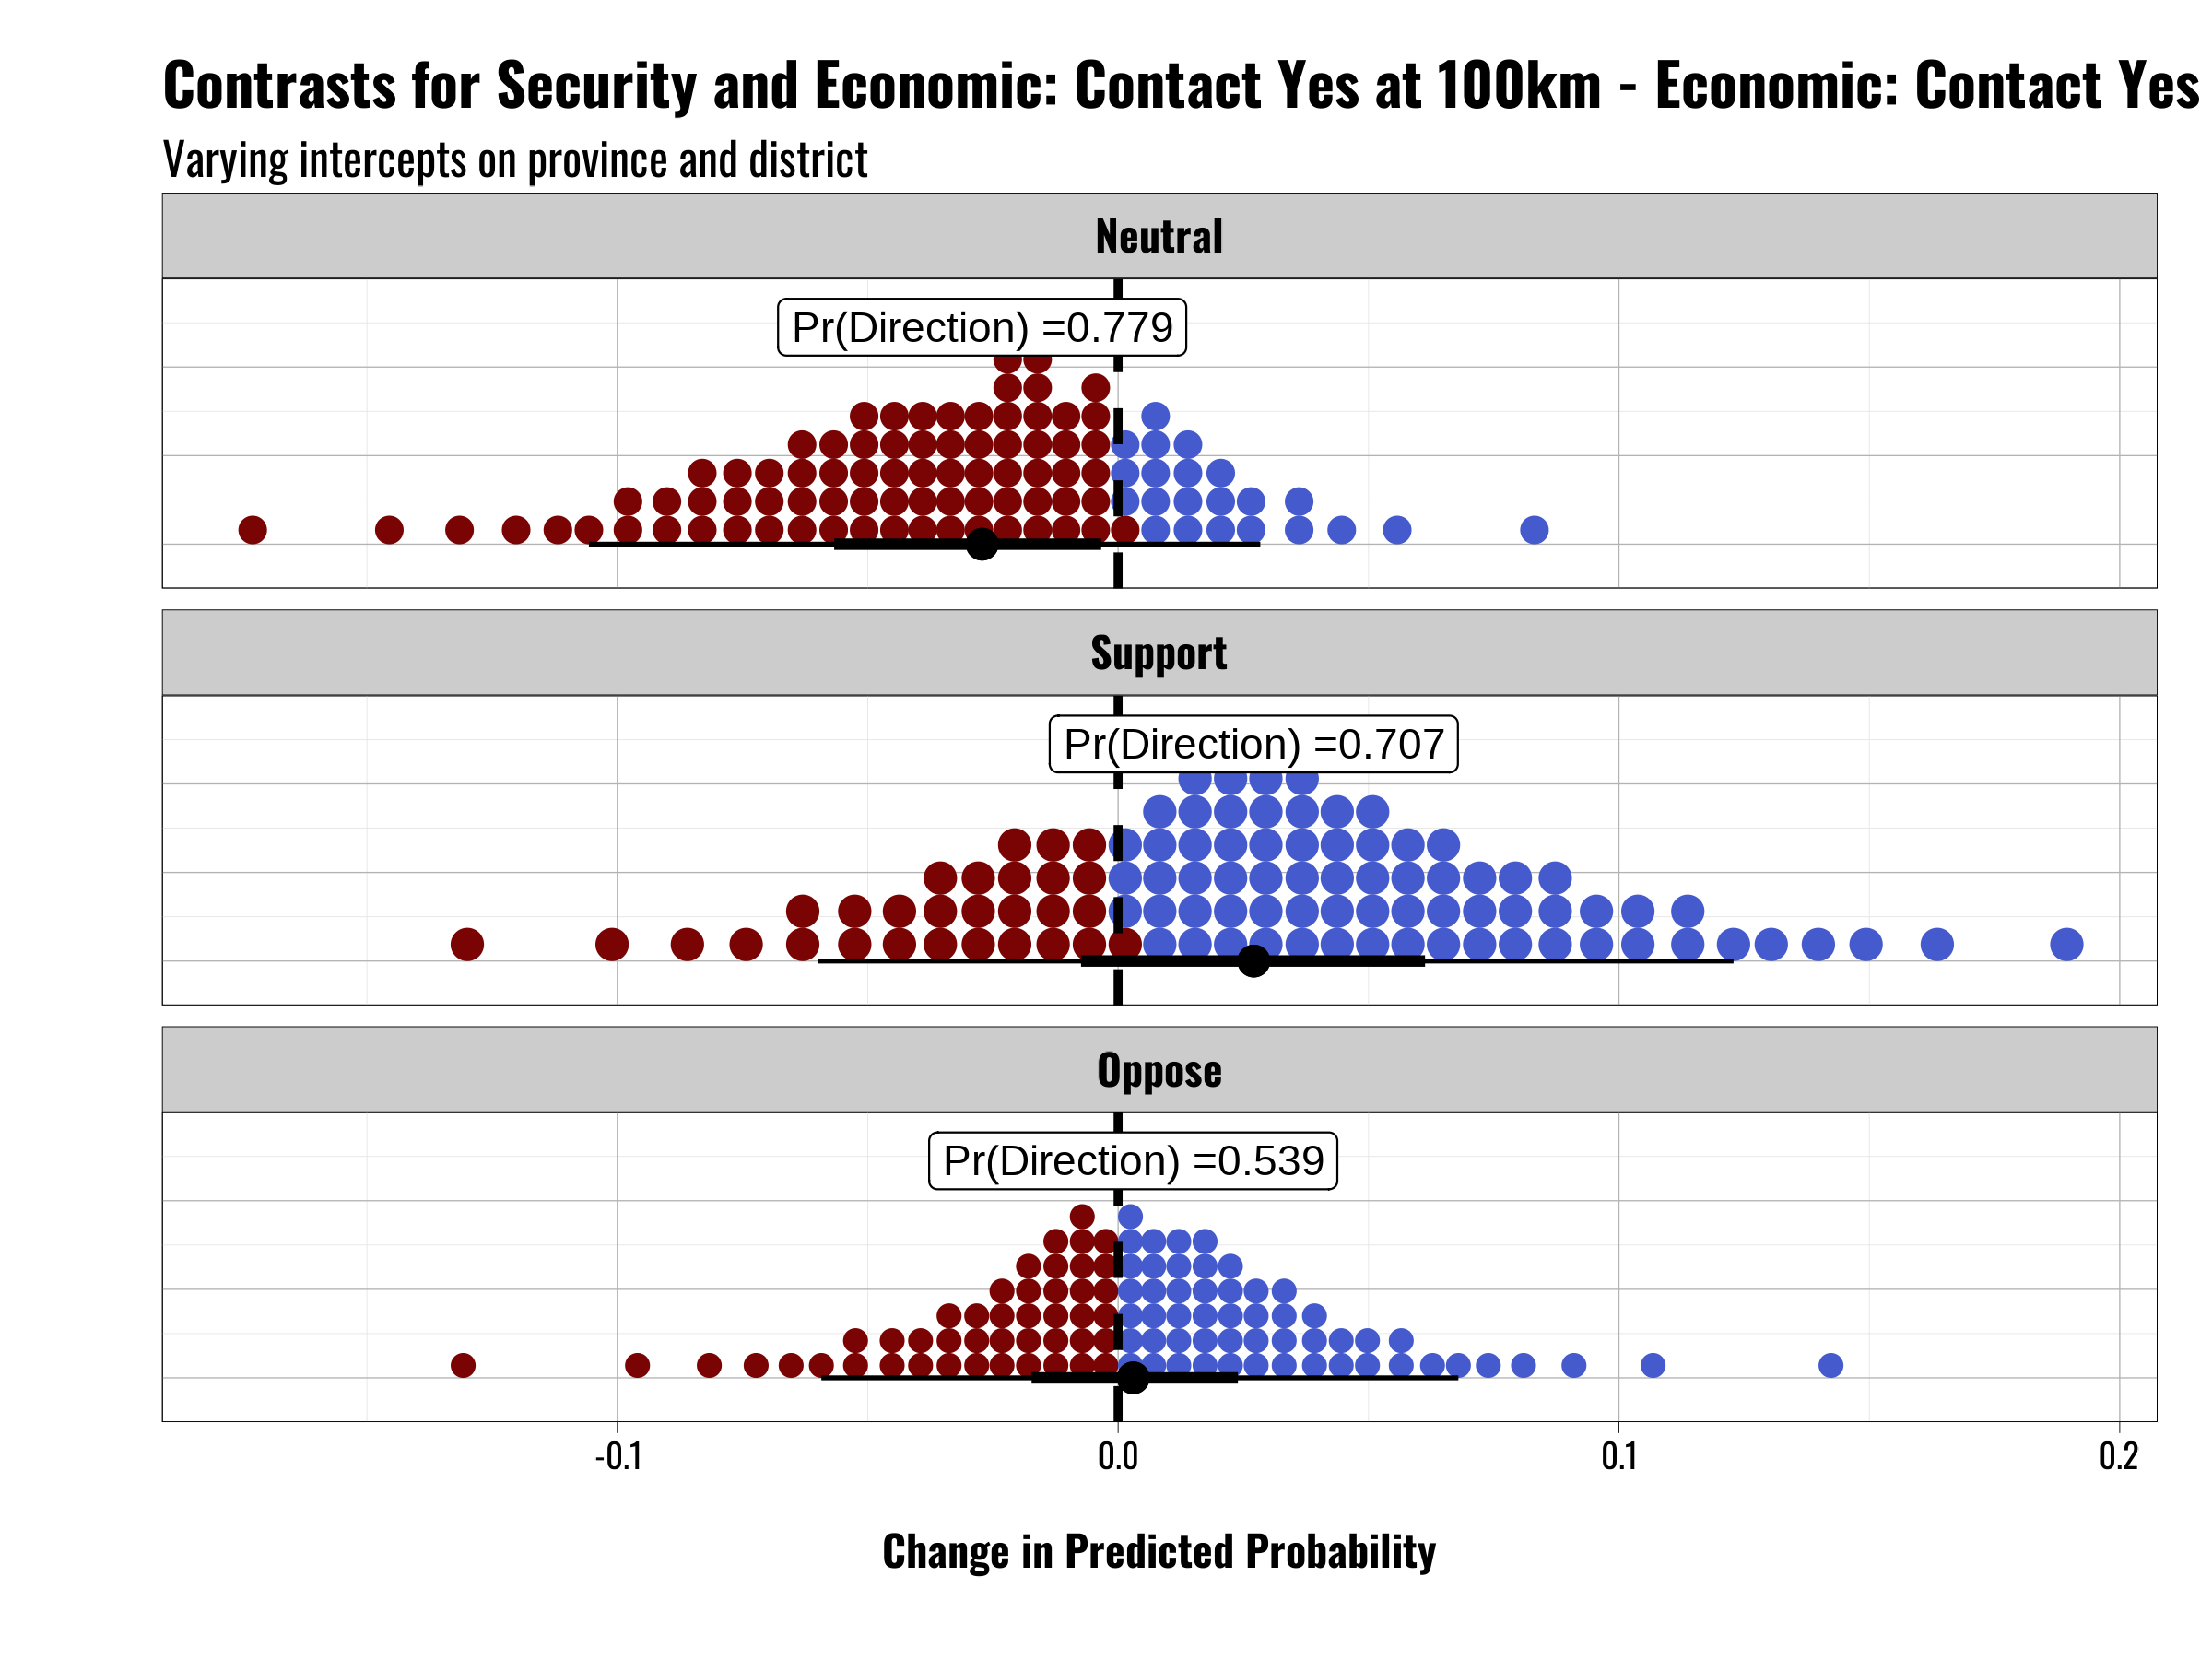 Contrasts for Security and Economic: Contact Yes at 100km - Economic: Contact Yes
Varying intercepts on province and district
Neutral
Pr(Direction) =0.779
Support
Pr(Direction) =0.707
Oppose
Pr(Direction) =0.539
-0.1 0.0 0.1 0.2
Change in Predicted Probability